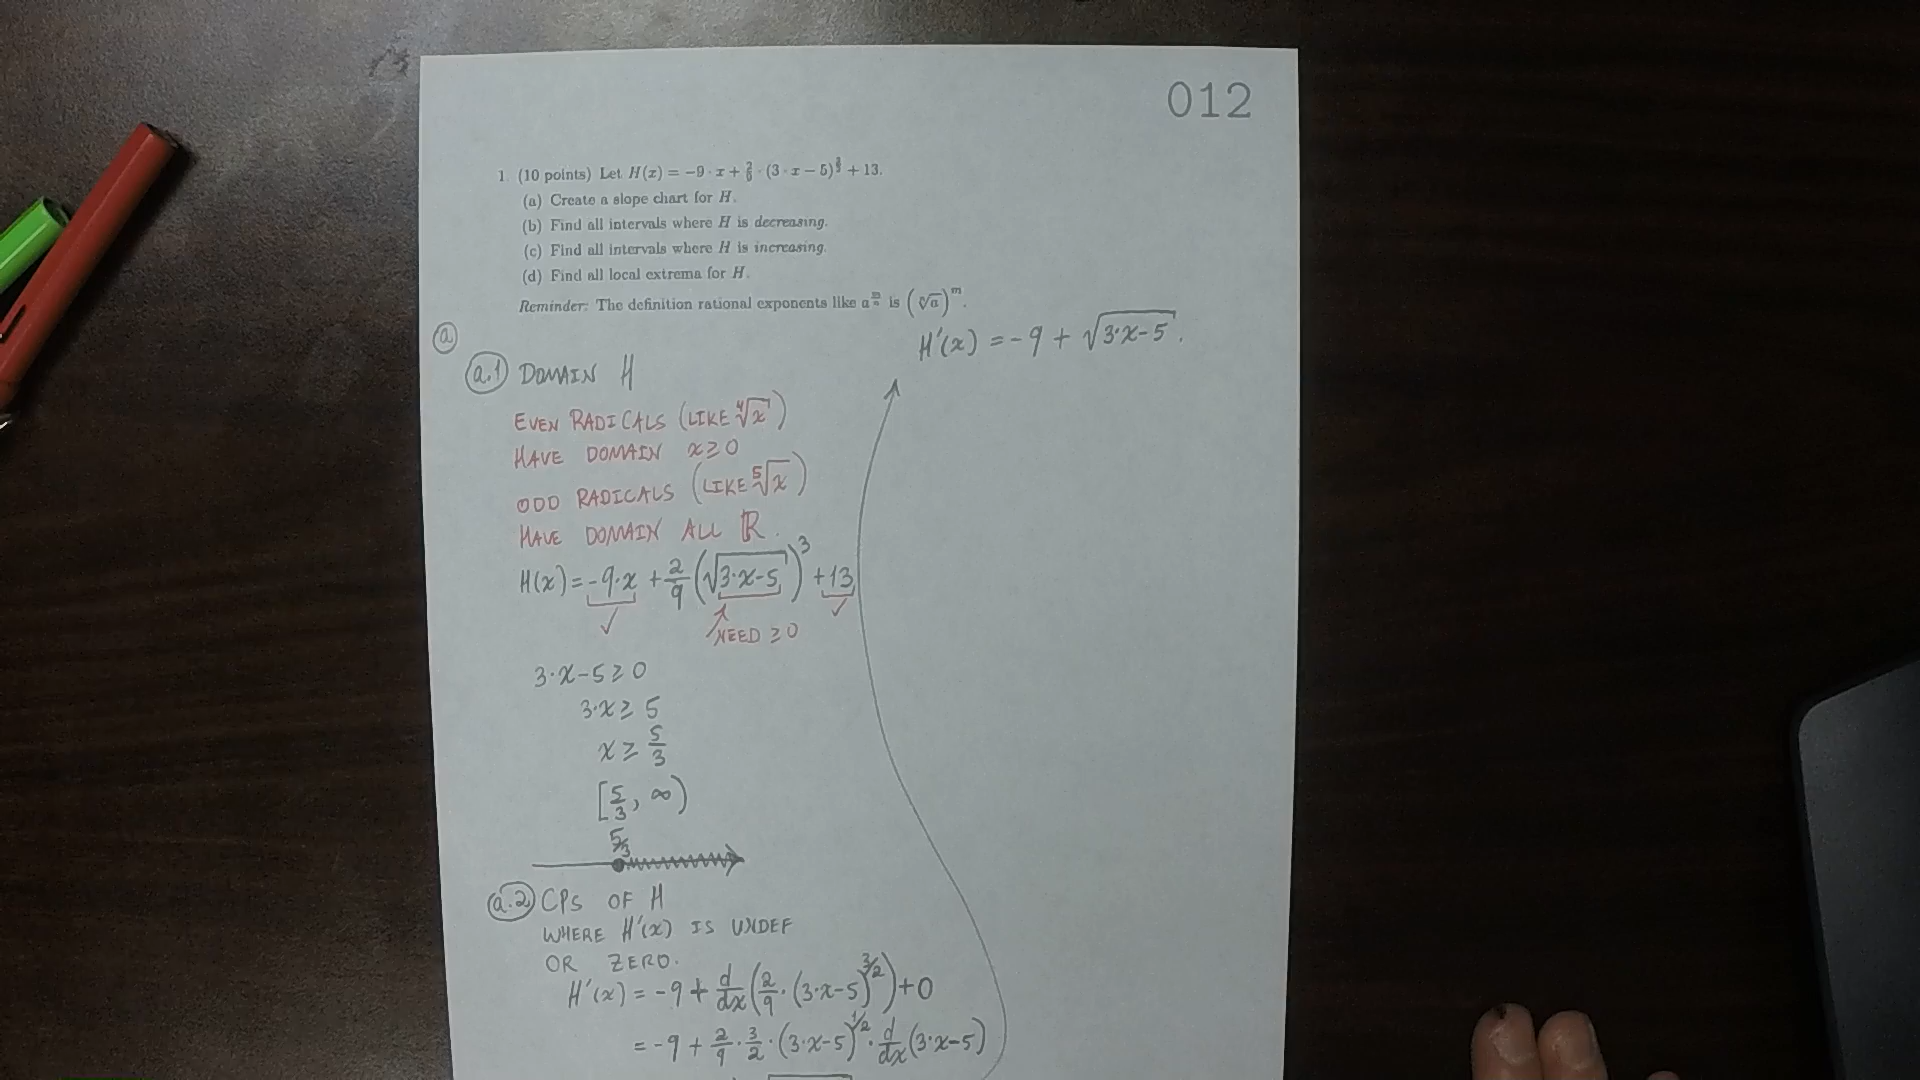 012
1. (10 points) Let H(x) = −9 · x + 2/9 · (3 · x − 5)^(3/2) + 13.
(a) Create a slope chart for H.
(b) Find all intervals where H is decreasing.
(c) Find all intervals where H is increasing.
(d) Find all local extrema for H.
Reminder: The definition rational exponents like a^(m/n) is (ⁿ√a)^m.
(a)
(a.1) DOMAIN H
EVEN RADICALS (LIKE ⁴√x)
HAVE DOMAIN x ≥ 0
ODD RADICALS (LIKE ⁵√x)
HAVE DOMAIN ALL ℝ.
H(x) = −9·x + 2/9 (√(3·x−5))³ + 13
✓ NEED ≥ 0 ✓
3·x−5 ≥ 0
3·x ≥ 5
x ≥ 5/3
[5/3, ∞)
5/3
(a.2) CPS OF H
WHERE H'(x) IS UNDEF
OR ZERO.
H'(x) = −9 + d/dx (2/9 · (3·x−5)^(3/2)) + 0
= −9 + 2/9 · 3/2 · (3·x−5)^(1/2) · d/dx (3·x−5)
H'(x) = −9 + √(3·x−5).